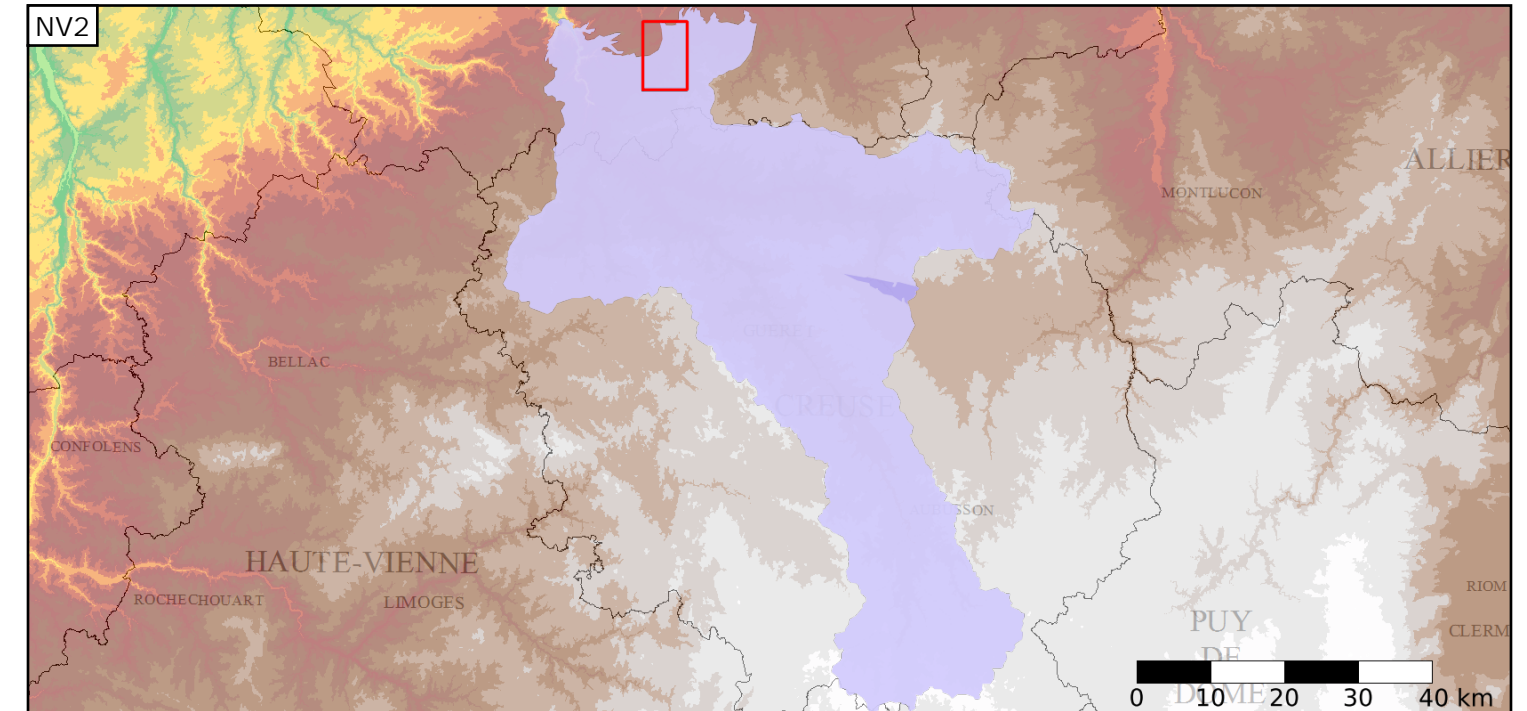 NV2
ALLIER
MONTLUCON
GUERET
BELLAC
CREUSE
CONFOLENS
SSON
HAUTE-VIENNE
RIOM
ROCHECHOUART
LIMOGES
PUY
DE
DOME
CLERM
0 10 20 30 40 km